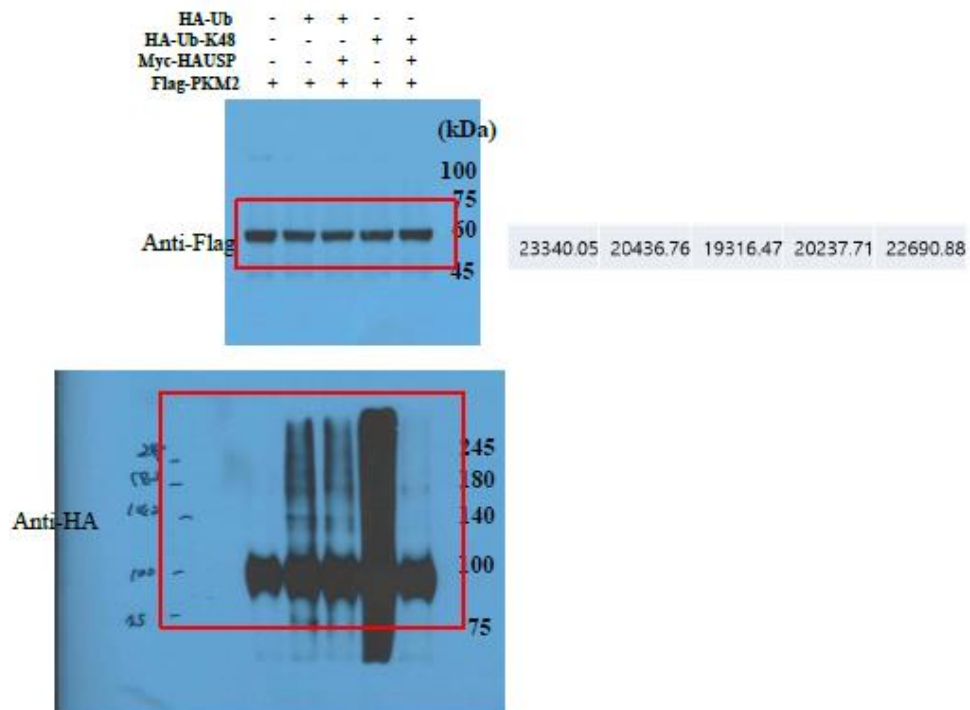 HA-Ub - + + - -
HA-Ub-K48 - - - + +
Myc-HAUSP - - + - +
Flag-PKM2 + + + + +
(kDa)
100
75
Anti-Flag 60 23340.05 20436.76 19316.47 20237.71 22690.88
45
245
180
140
Anti-HA
100 100
75